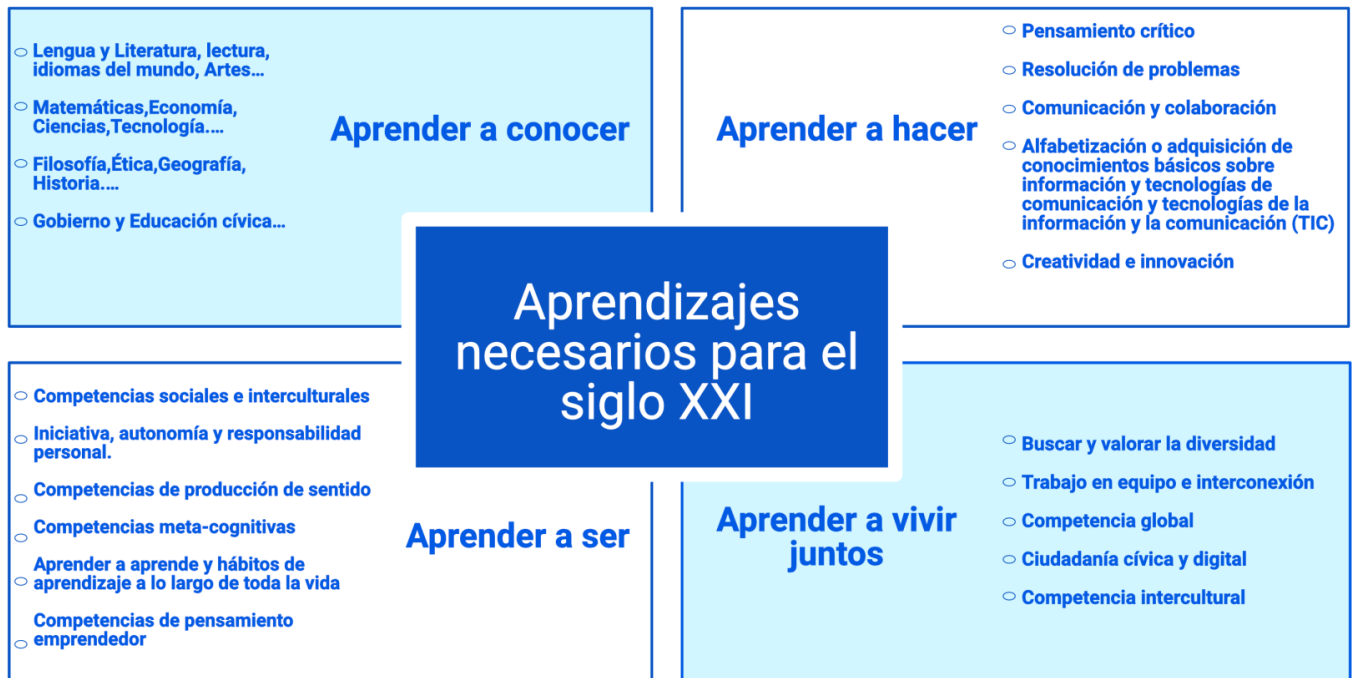 Lengua y Literatura, lectura,
idiomas del mundo, Artes...
Matemáticas,Economía,
Ciencias,Tecnología....
Filosofía,Ética,Geografía,
Historia....
Gobierno y Educación cívica...
Aprender a conocer
Aprender a hacer
Pensamiento crítico
Resolución de problemas
Comunicación y colaboración
Alfabetización o adquisición de
conocimientos básicos sobre
información y tecnologías de
comunicación y tecnologías de la
información y la comunicación (TIC)
Creatividad e innovación
Aprendizajes
necesarios para el
siglo XXI
Competencias sociales e interculturales
Iniciativa, autonomía y responsabilidad
personal.
Competencias de producción de sentido
Competencias meta-cognitivas
Aprender a aprende y hábitos de
aprendizaje a lo largo de toda la vida
Competencias de pensamiento
emprendedor
Aprender a ser
Aprender a vivir
juntos
Buscar y valorar la diversidad
Trabajo en equipo e interconexión
Competencia global
Ciudadanía cívica y digital
Competencia intercultural